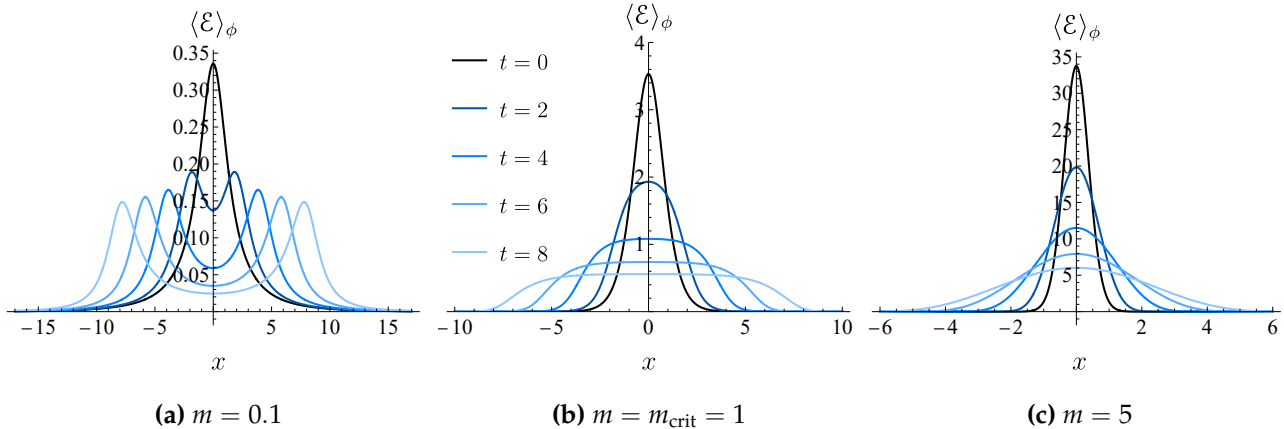 ⟨ℰ⟩_ϕ
0.35
0.30
0.25
0.20
0.15
0.10
0.05
−15 −10 −5 0 5 10 15
x
(a) m = 0.1
⟨ℰ⟩_ϕ
4
3
2
1
−10 −5 0 5 10
x
t = 0
t = 2
t = 4
t = 6
t = 8
(b) m = m_crit = 1
⟨ℰ⟩_ϕ
35
30
25
20
15
10
5
−6 −4 −2 0 2 4 6
x
(c) m = 5